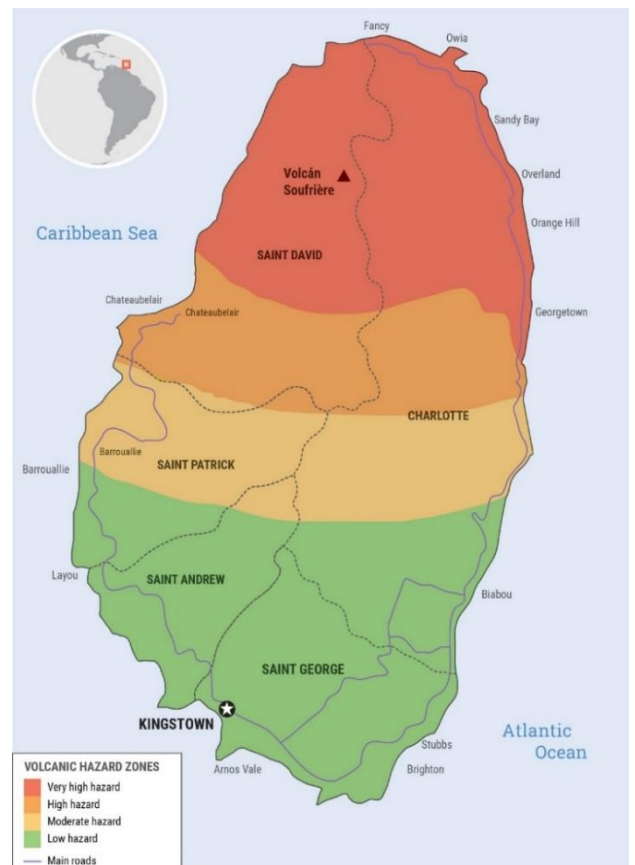 Fancy
Owia
Sandy Bay
Volcán
Soufrière
Overland
Orange Hill
Caribbean Sea
SAINT DAVID
Chateaubelair
Chateaubelair
Georgetown
CHARLOTTE
Barrouallie
SAINT PATRICK
Barrouallie
Layou
SAINT ANDREW
Biabou
SAINT GEORGE
KINGSTOWN
Atlantic
Ocean
Stubbs
Arnos Vale
Brighton
VOLCANIC HAZARD ZONES
Very high hazard
High hazard
Moderate hazard
Low hazard
Main roads